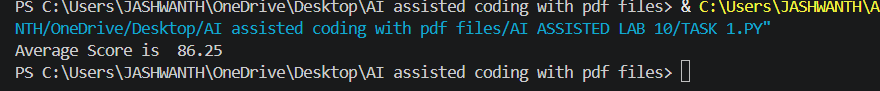 PS C:\Users\JASHWANTH\OneDrive\Desktop\AI assisted coding with pdf files> & C:\Users\JASHWANTH\A
NTH/OneDrive/Desktop/AI assisted coding with pdf files/AI ASSISTED LAB 10/TASK 1.PY"
Average Score is  86.25
PS C:\Users\JASHWANTH\OneDrive\Desktop\AI assisted coding with pdf files>